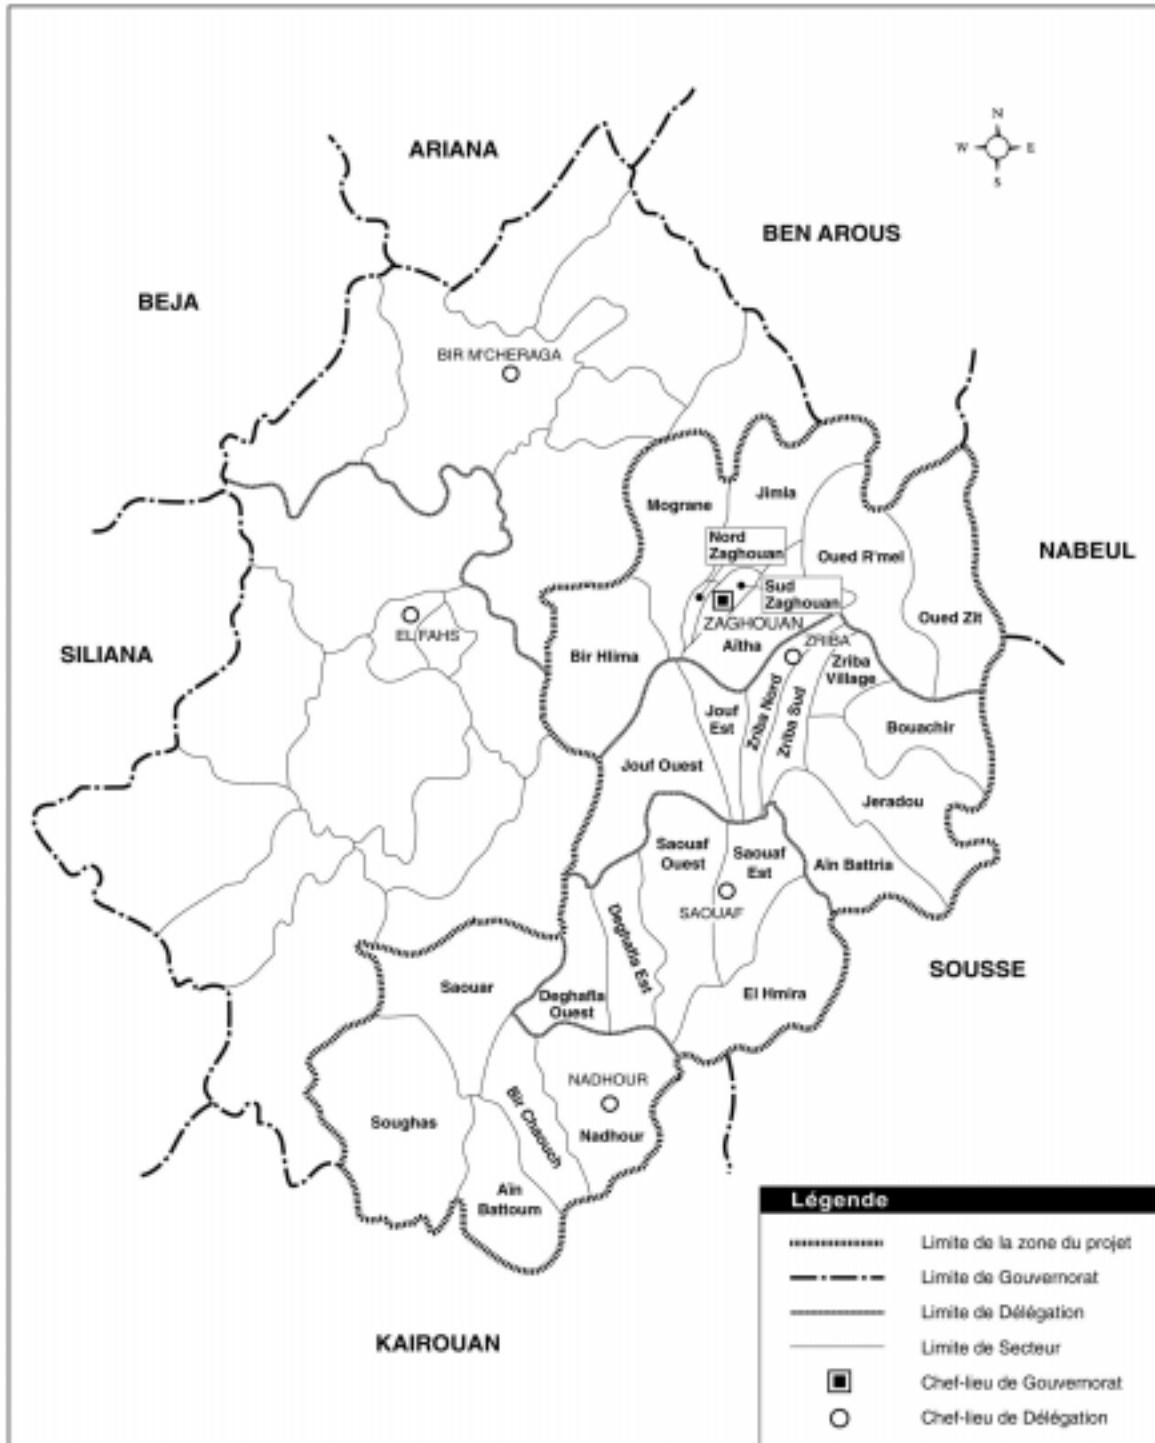 N
W
E
S
ARIANA
BEN AROUS
BEJA
BIR M'CHERAGA
Mograne
Jimla
Nord
Zaghouan
NABEUL
Oued R'mel
Sud
Zaghouan
Oued Zit
ZAGHOUAN
EL FAHS
SILIANA
Bir Hlima
Aïtha
ZRIBA
Zriba
Village
Jouf
Est
Zriba Nord
Zriba Sud
Bouachir
Jouf Ouest
Jeradou
Saouaf
Ouest
Saouaf
Est
Aïn Battria
SAOUAF
Deghafla Est
SOUSSE
Saouar
Deghafla
Ouest
El Hmira
NADHOUR
Soughas
Bir Chaouch
Nadhour
Aïn
Battoum
KAIROUAN
Légende
Limite de la zone du projet
Limite de Gouvernorat
Limite de Délégation
Limite de Secteur
Chef-lieu de Gouvernorat
Chef-lieu de Délégation